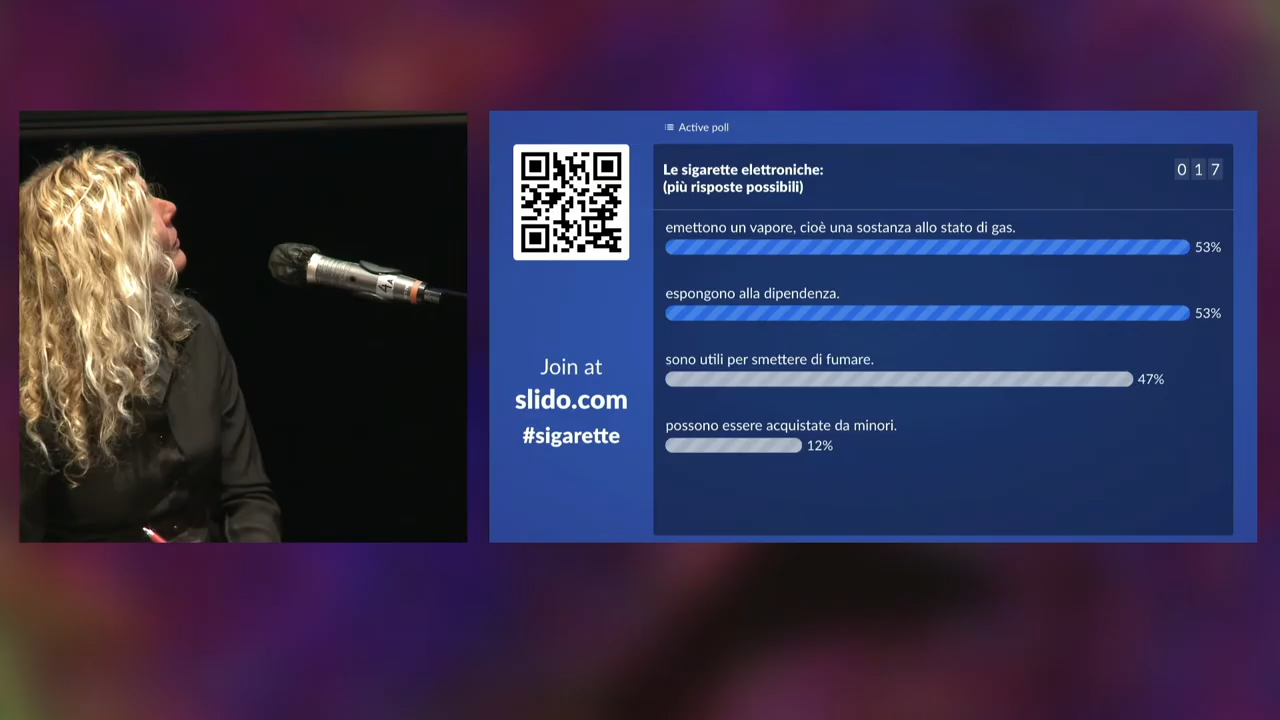 Active poll
Le sigarette elettroniche:
(più risposte possibili)
0 1 7
emettono un vapore, cioè una sostanza allo stato di gas.
53%
espongono alla dipendenza.
53%
sono utili per smettere di fumare.
47%
possono essere acquistate da minori.
12%
Join at
slido.com
#sigarette
4A